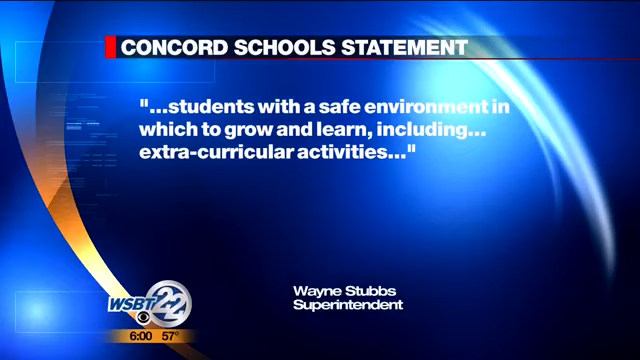 CONCORD SCHOOLS STATEMENT
"...students with a safe environment in
which to grow and learn, including...
extra-curricular activities..."
Wayne Stubbs
Superintendent
WSBT 22
6:00 57°